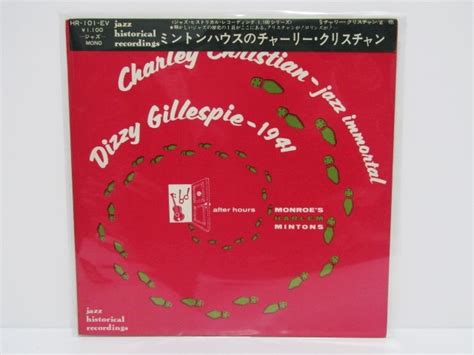 HR-101-EV
¥1,100
—ジャズ—
MONO
jazz
historical
recordings
ミントンハウスのチャーリー・クリスチャン
Charley Christian-jazz immortal
Dizzy Gillespie-1941
after hours
MONROE'S
HARLEM
MINTONS
jazz
historical
recordings